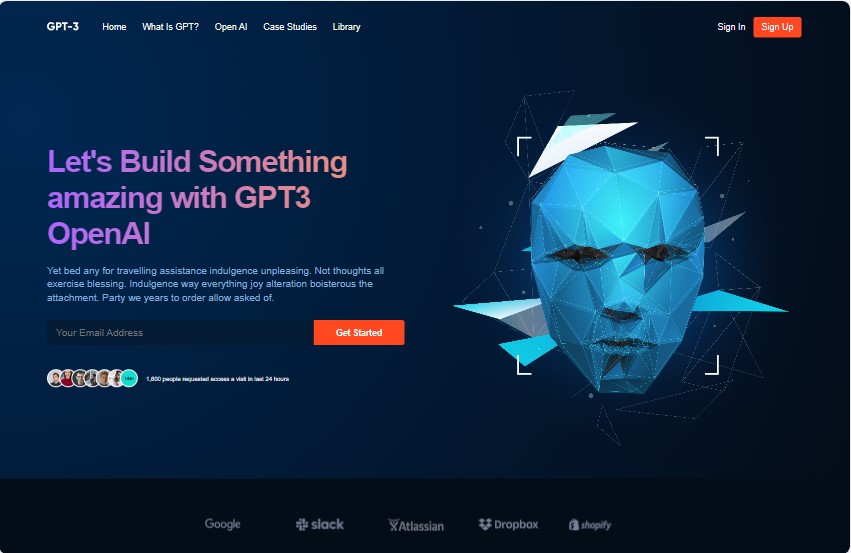 GPT-3 Home What Is GPT? Open AI Case Studies Library Sign In Sign Up
Let's Build Something
amazing with GPT3
OpenAI
Yet bed any for travelling assistance indulgence unpleasing. Not thoughts all
exercise blessing. Indulgence way everything joy alteration boisterous the
attachment. Party we years to order allow asked of.
Your Email Address Get Started
1,600 people requested access a visit in last 24 hours
Google slack Atlassian Dropbox shopify